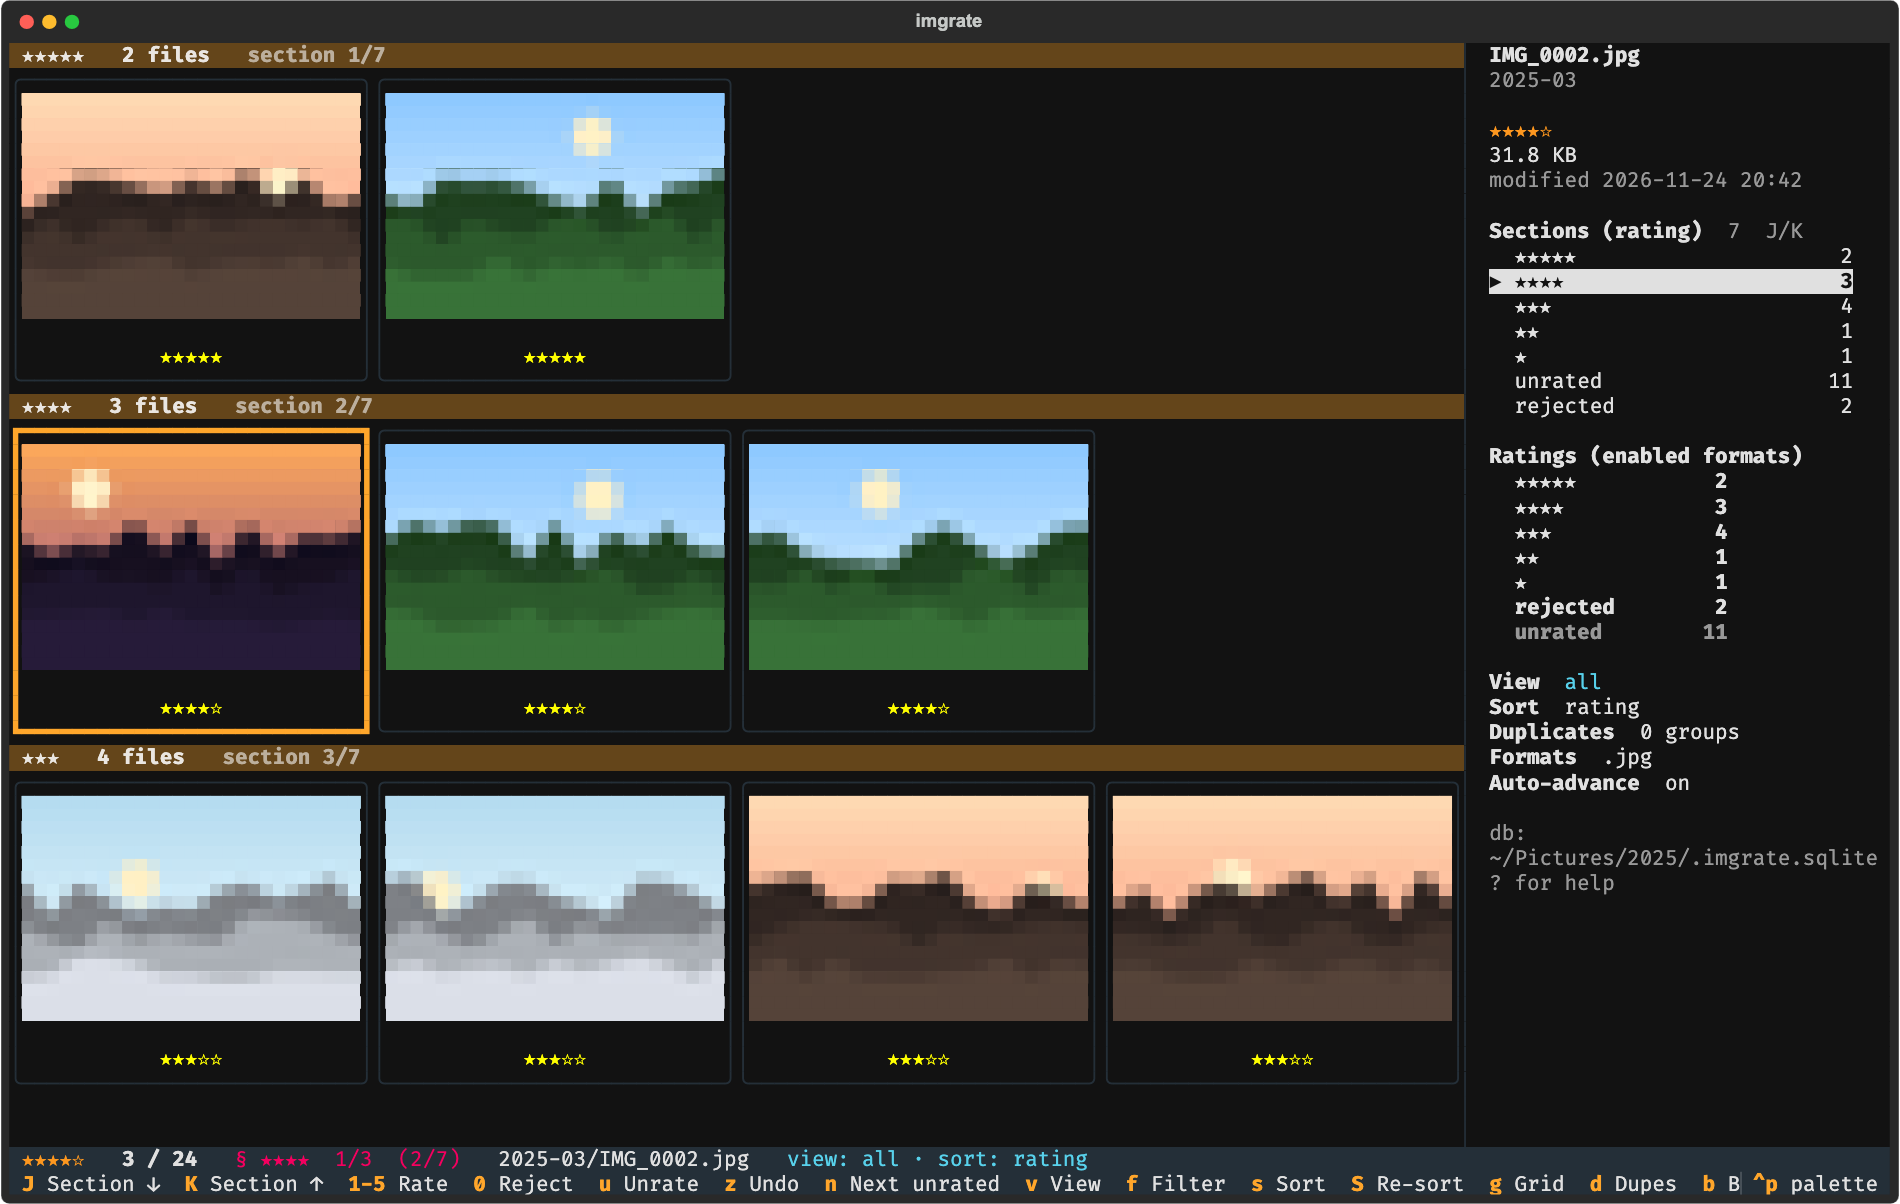 imgrate
★★★★★ 2 files section 1/7
★★★★★ ★★★★★
★★★★ 3 files section 2/7
★★★★☆ ★★★★☆ ★★★★☆
★★★ 4 files section 3/7
★★★☆☆ ★★★☆☆ ★★★☆☆ ★★★☆☆
IMG_0002.jpg
2025-03
★★★★☆
31.8 KB
modified 2026-11-24 20:42
Sections (rating) 7 J/K
★★★★★ 2
▶ ★★★★ 3
★★★ 4
★★ 1
★ 1
unrated 11
rejected 2
Ratings (enabled formats)
★★★★★ 2
★★★★ 3
★★★ 4
★★ 1
★ 1
rejected 2
unrated 11
View all
Sort rating
Duplicates 0 groups
Formats .jpg
Auto-advance on
db:
~/Pictures/2025/.imgrate.sqlite
? for help
★★★★☆ 3 / 24 § ★★★★ 1/3 (2/7) 2025-03/IMG_0002.jpg view: all · sort: rating
J Section ↓ K Section ↑ 1-5 Rate 0 Reject u Unrate z Undo n Next unrated v View f Filter s Sort S Re-sort g Grid d Dupes b B ^p palette